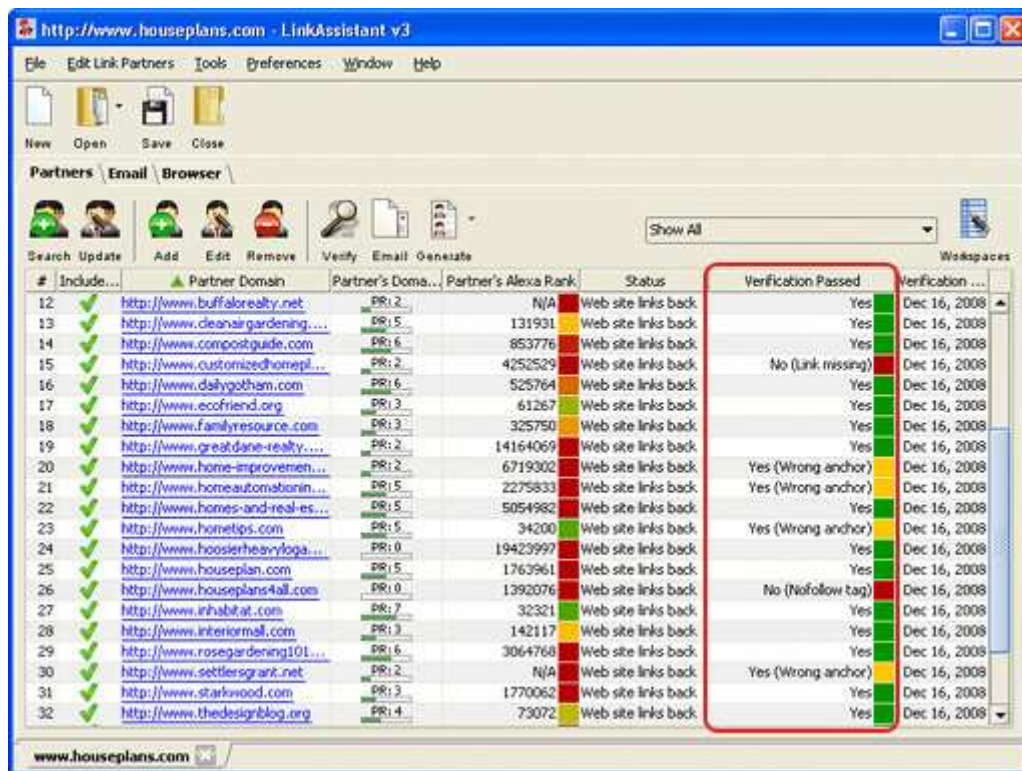 http://www.houseplans.com - LinkAssistant v3
File Edit Link Partners Tools Preferences Window Help
New Open Save Close
Partners Email Browser
Show All
Search Update Add Edit Remove Verify Email Generate Workspaces
# Include... Partner Domain Partner's Doma... Partner's Alexa Rank Status Verification Passed Verification ...
12 http://www.buffalorealty.net PR: 2 N/A Web site links back Yes Dec 16, 2008
13 http://www.cleanairgardening.... PR: 5 131931 Web site links back Yes Dec 16, 2008
14 http://www.compostguide.com PR: 6 853776 Web site links back Yes Dec 16, 2008
15 http://www.customizedhomepl... PR: 2 4252529 Web site links back No (Link missing) Dec 16, 2008
16 http://www.dailygotham.com PR: 6 525764 Web site links back Yes Dec 16, 2008
17 http://www.ecofriend.org PR: 3 61267 Web site links back Yes Dec 16, 2008
18 http://www.familyresource.com PR: 3 325750 Web site links back Yes Dec 16, 2008
19 http://www.greatdane-realty.... PR: 2 14164069 Web site links back Yes Dec 16, 2008
20 http://www.home-improvemen... PR: 2 6719302 Web site links back Yes (Wrong anchor) Dec 16, 2008
21 http://www.homeautomationin... PR: 5 2275833 Web site links back Yes (Wrong anchor) Dec 16, 2008
22 http://www.homes-and-real-es... PR: 5 5054982 Web site links back Yes Dec 16, 2008
23 http://www.hometips.com PR: 5 34200 Web site links back Yes (Wrong anchor) Dec 16, 2008
24 http://www.hoosierheavyloga... PR: 0 19423997 Web site links back Yes Dec 16, 2008
25 http://www.houseplan.com PR: 5 1763961 Web site links back Yes Dec 16, 2008
26 http://www.houseplans4all.com PR: 0 1392076 Web site links back No (Nofollow tag) Dec 16, 2008
27 http://www.inhabitat.com PR: 7 32321 Web site links back Yes Dec 16, 2008
28 http://www.interiormall.com PR: 3 142117 Web site links back Yes Dec 16, 2008
29 http://www.rosegardening101... PR: 6 3064768 Web site links back Yes Dec 16, 2008
30 http://www.settlersgrant.net PR: 2 N/A Web site links back Yes (Wrong anchor) Dec 16, 2008
31 http://www.starkwood.com PR: 3 1770062 Web site links back Yes Dec 16, 2008
32 http://www.thedesignblog.org PR: 4 73072 Web site links back Yes Dec 16, 2008
www.houseplans.com